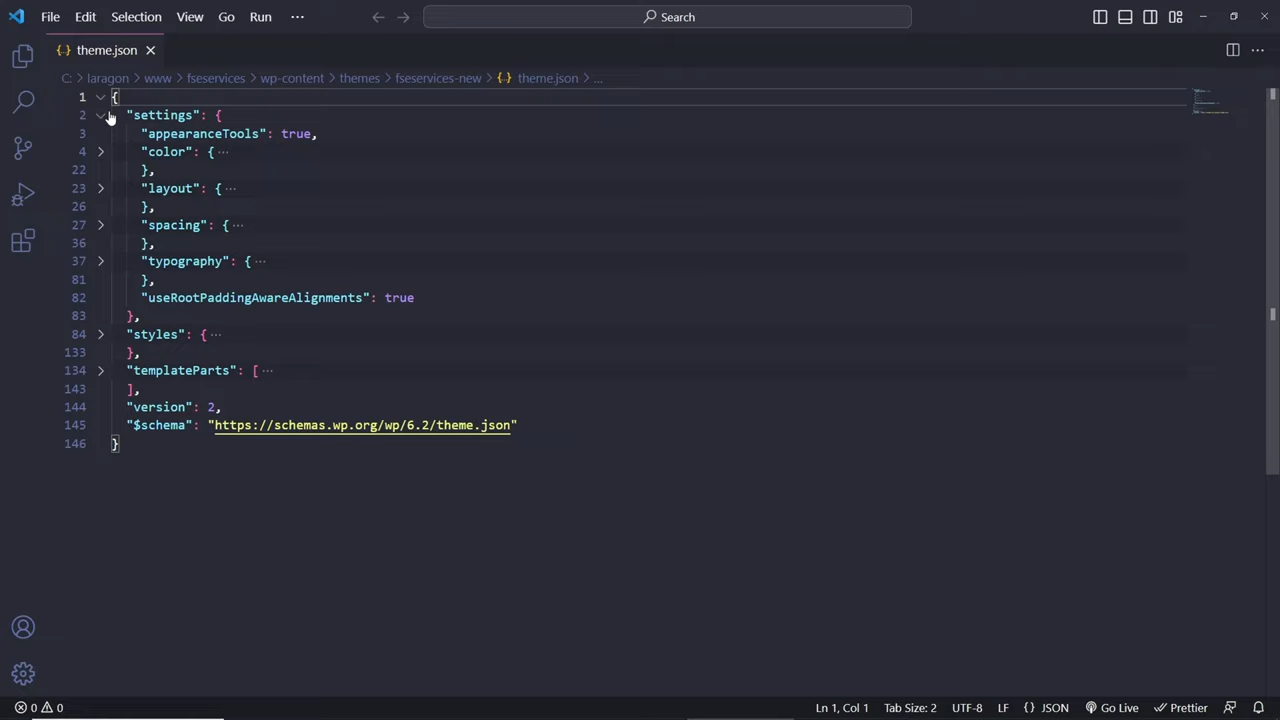 File Edit Selection View Go Run ··· Search
{.} theme.json
C: > laragon > www > fseservices > wp-content > themes > fseservices-new > {.} theme.json > ...
1 {
2 "settings": {
3 "appearanceTools": true,
4 "color": { ···
22 },
23 "layout": { ···
26 },
27 "spacing": { ···
36 },
37 "typography": { ···
81 },
82 "useRootPaddingAwareAlignments": true
83 },
84 "styles": { ···
133 },
134 "templateParts": [ ···
143 ],
144 "version": 2,
145 "$schema": "https://schemas.wp.org/wp/6.2/theme.json"
146 }
0 0 Ln 1, Col 1 Tab Size: 2 UTF-8 LF {} JSON Go Live Prettier